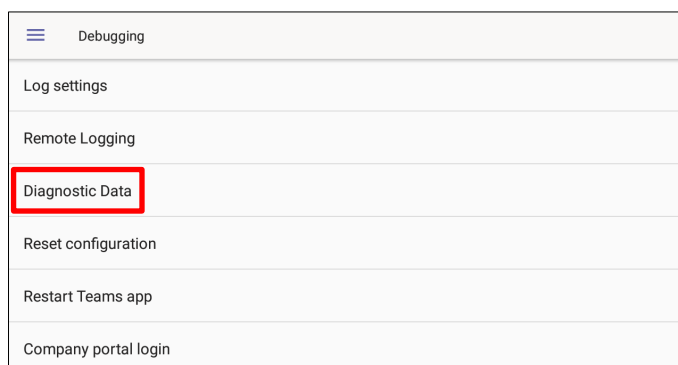 Debugging
Log settings
Remote Logging
Diagnostic Data
Reset configuration
Restart Teams app
Company portal login